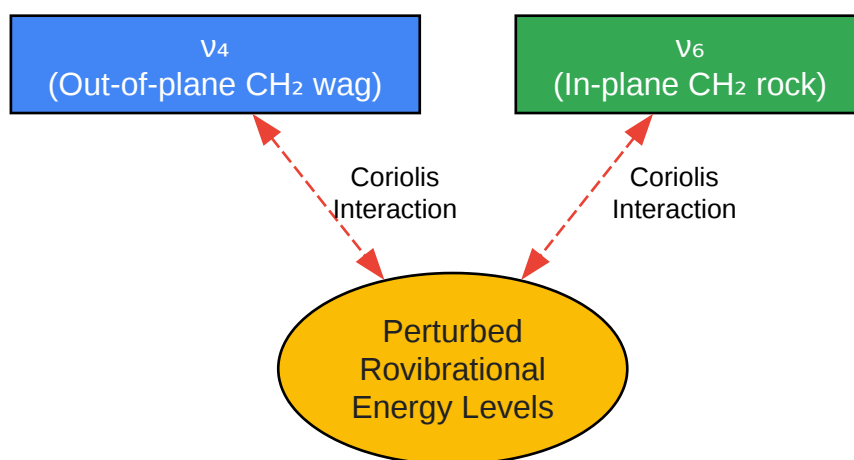 ν₄
(Out-of-plane CH₂ wag)
ν₆
(In-plane CH₂ rock)
Coriolis
Interaction
Coriolis
Interaction
Perturbed
Rovibrational
Energy Levels